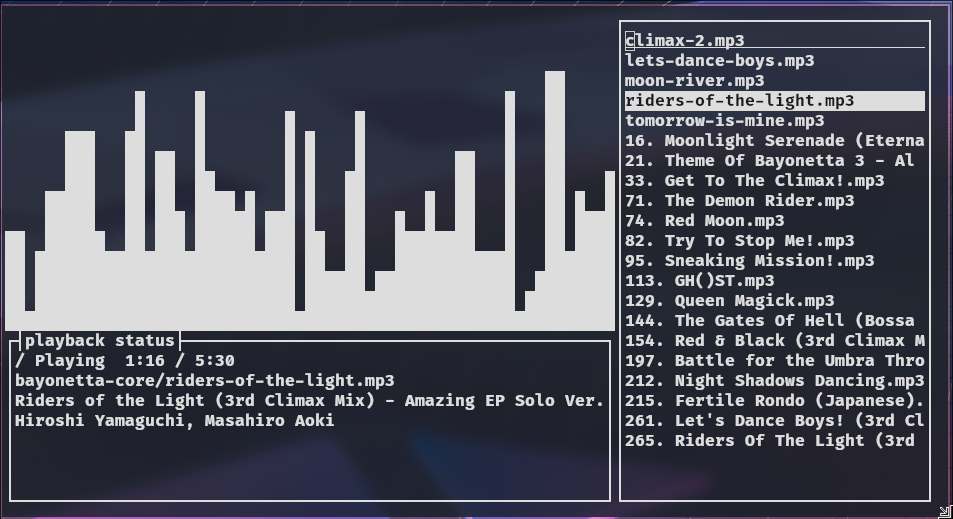 climax-2.mp3
lets-dance-boys.mp3
moon-river.mp3
riders-of-the-light.mp3
tomorrow-is-mine.mp3
16. Moonlight Serenade (Eterna
21. Theme Of Bayonetta 3 - Al
33. Get To The Climax!.mp3
71. The Demon Rider.mp3
74. Red Moon.mp3
82. Try To Stop Me!.mp3
95. Sneaking Mission!.mp3
113. GH()ST.mp3
129. Queen Magick.mp3
144. The Gates Of Hell (Bossa
154. Red & Black (3rd Climax M
197. Battle for the Umbra Thro
212. Night Shadows Dancing.mp3
215. Fertile Rondo (Japanese).
261. Let's Dance Boys! (3rd Cl
265. Riders Of The Light (3rd
playback status
/ Playing 1:16 / 5:30
bayonetta-core/riders-of-the-light.mp3
Riders of the Light (3rd Climax Mix) - Amazing EP Solo Ver.
Hiroshi Yamaguchi, Masahiro Aoki